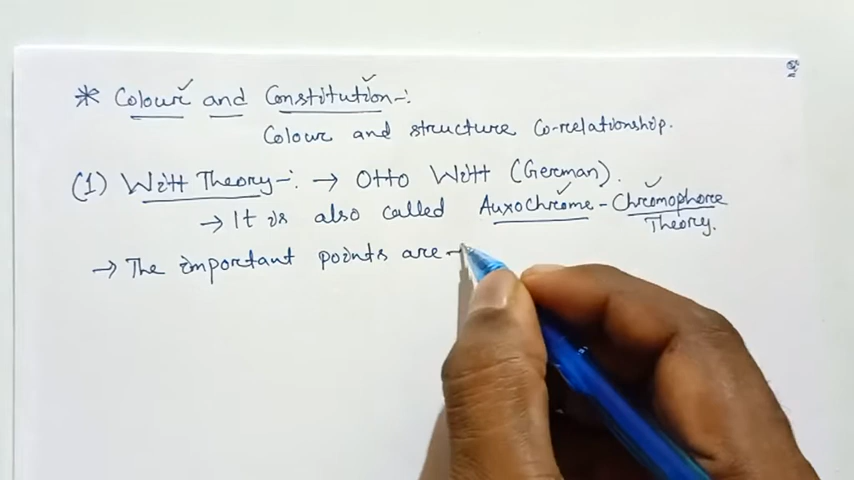 * Colour and Constitution-:
Colour and structure Co-relationship.
(1) Witt Theory-: → Otto Witt (German).
→ It is also called Auxochrome - Chromophore
Theory.
→ The important points are -